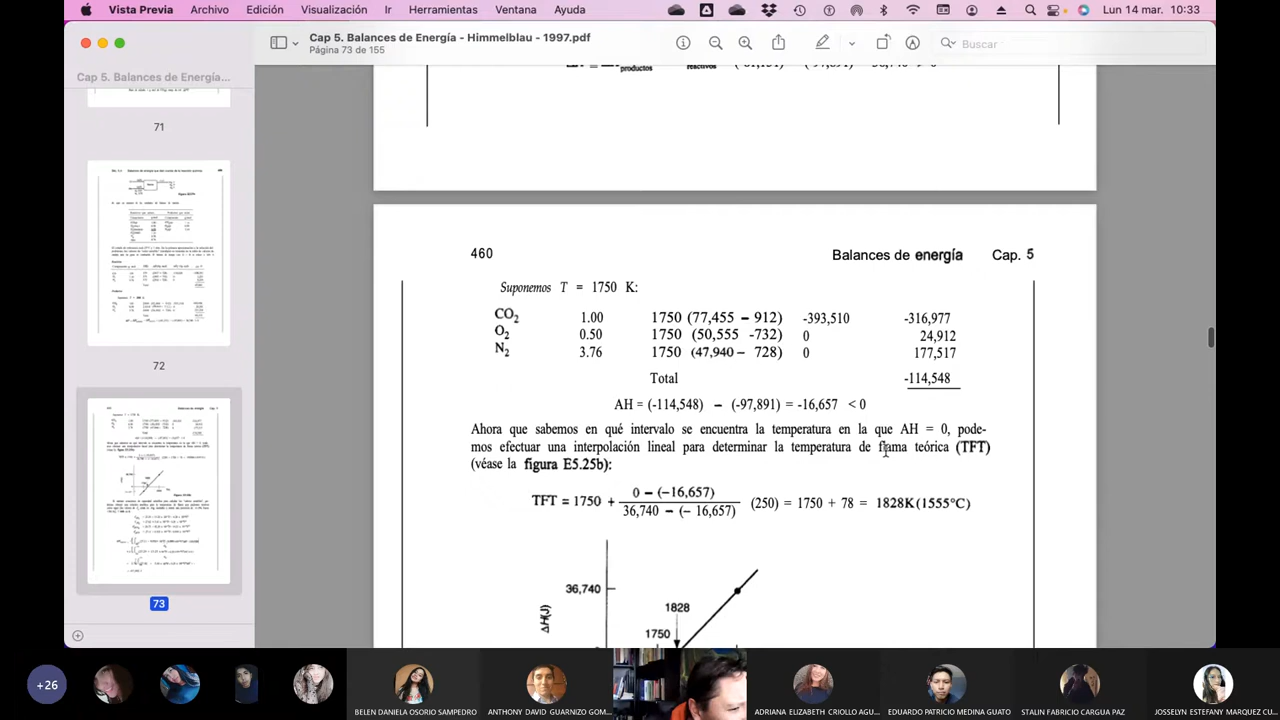 Vista Previa Archivo Edición Visualización Ir Herramientas Ventana Ayuda Lun 14 mar. 10:33
Cap 5. Balances de Energía - Himmelblau - 1997.pdf
Página 73 de 155
Buscar
Cap 5. Balances de Energía...
71
72
73
productos reactivos
460 Balances de energía Cap. 5
Suponemos T = 1750 K:
CO2 1.00 1750 (77,455 – 912) -393,510 -316,977
O2 0.50 1750 (50,555 -732) 0 24,912
N2 3.76 1750 (47,940 – 728) 0 177,517
Total -114,548
AH = (-114,548) – (-97,891) = -16,657 < 0
Ahora que sabemos en qué intervalo se encuentra la temperatura en la que AH = 0, pode-
mos efectuar una interpolación lineal para determinar la temperatura de flama teórica (TFT)
(véase la figura E5.25b):
0 – (–16,657)
TFT = 1750 + (250) = 1750 + 78 = 1828K (1555°C)
36,740 – (– 16,657)
36,740
ΔH(J)
1828
1750
+26
BELEN DANIELA OSORIO SAMPEDRO
ANTHONY DAVID GUARNIZO GOM...
ADRIANA ELIZABETH CRIOLLO AGU...
EDUARDO PATRICIO MEDINA GUATO
STALIN FABRICIO CARGUA PAZ
JOSSELYN ESTEFANY MARQUEZ CU...